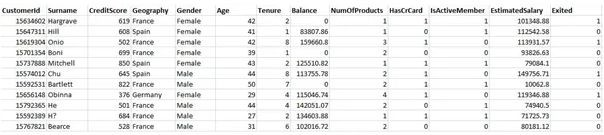 CustomerId Surname CreditScore Geography Gender Age Tenure Balance NumOfProducts HasCrCard IsActiveMember EstimatedSalary Exited
15634602 Hargrave 619 France Female 42 2 0 1 1 1 101348.88 1
15647311 Hill 608 Spain Female 41 1 83807.86 1 0 1 112542.58 0
15619304 Onio 502 France Female 42 8 159660.8 3 1 0 113931.57 1
15701354 Boni 699 France Female 39 1 0 2 0 0 93826.63 0
15737888 Mitchell 850 Spain Female 43 2 125510.82 1 1 1 79084.1 0
15574012 Chu 645 Spain Male 44 8 113755.78 2 1 0 149756.71 1
15592531 Bartlett 822 France Male 50 7 0 2 1 1 10062.8 0
15656148 Obinna 376 Germany Female 29 4 115046.74 4 1 0 119346.88 1
15792365 He 501 France Male 44 4 142051.07 2 0 1 74940.5 0
15592389 H? 684 France Male 27 2 134603.88 1 1 1 71725.73 0
15767821 Bearce 528 France Male 31 6 102016.72 2 0 0 80181.12 0